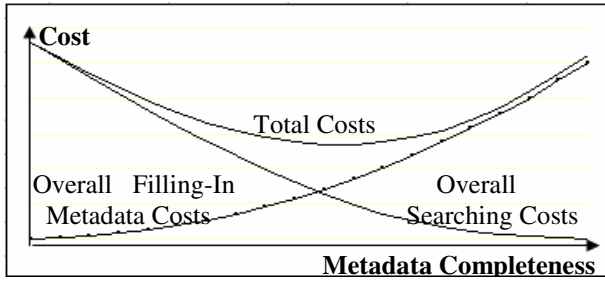 Cost
Total Costs
Overall Filling-In
Metadata Costs
Overall
Searching Costs
Metadata Completeness